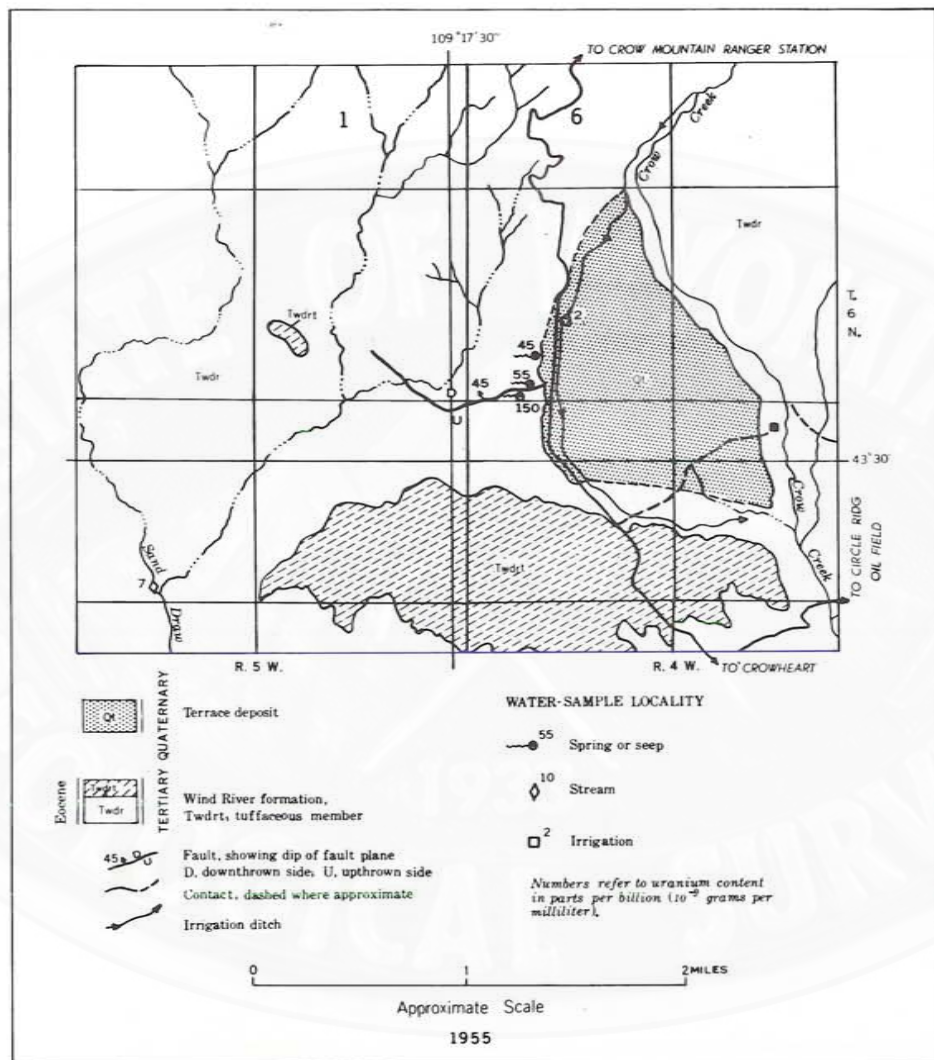 109°17'30"
TO CROW MOUNTAIN RANGER STATION
1
6
Creek
Crow
Twdr
T.
6
N.
Twdrt
2
45
Twdr
55
45
150
Qt
U
43°30'
Crow
Creek
TO CIRCLE RIDG
OIL FIELD
Twdrt
Sand
Draw
7
R. 5 W.
R. 4 W.
TO CROWHEART
Qt
Terrace deposit
QUATERNARY
Eocene
Twdrt
Twdr
TERTIARY
Wind River formation,
Twdrt, tuffaceous member
45
U
Fault, showing dip of fault plane
D, downthrown side; U, upthrown side
Contact, dashed where approximate
Irrigation ditch
WATER-SAMPLE LOCALITY
55
Spring or seep
10
Stream
2
Irrigation
Numbers refer to uranium content
in parts per billion (10⁻⁹ grams per
milliliter).
0
1
2 MILES
Approximate Scale
1955